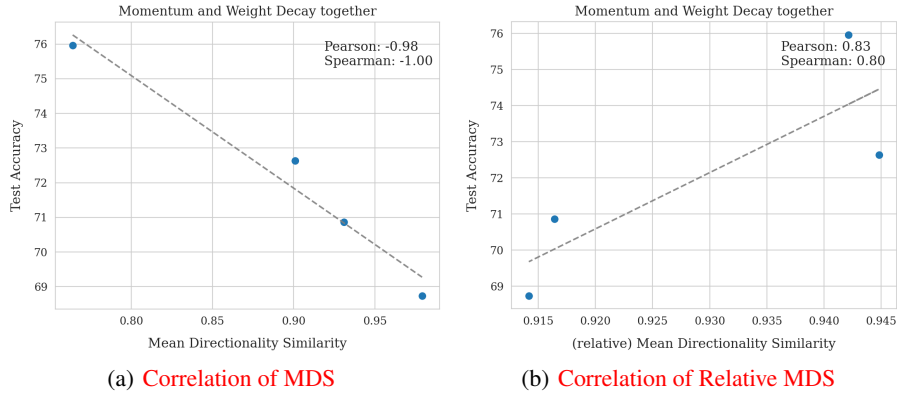 Momentum and Weight Decay together
Pearson: -0.98
Spearman: -1.00
76
75
74
73
72
71
70
69
Test Accuracy
0.80 0.85 0.90 0.95
Mean Directionality Similarity
(a) Correlation of MDS
Momentum and Weight Decay together
Pearson: 0.83
Spearman: 0.80
76
75
74
73
72
71
70
69
Test Accuracy
0.915 0.920 0.925 0.930 0.935 0.940 0.945
(relative) Mean Directionality Similarity
(b) Correlation of Relative MDS